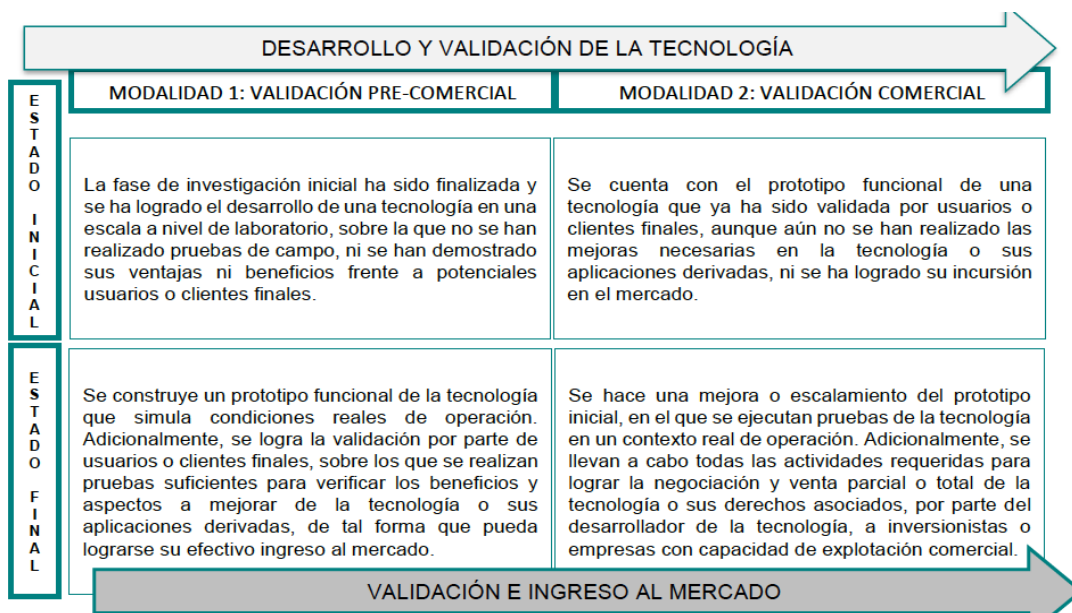 DESARROLLO Y VALIDACIÓN DE LA TECNOLOGÍA
MODALIDAD 1: VALIDACIÓN PRE-COMERCIAL
MODALIDAD 2: VALIDACIÓN COMERCIAL
ESTADO INICIAL
La fase de investigación inicial ha sido finalizada y
se ha logrado el desarrollo de una tecnología en una
escala a nivel de laboratorio, sobre la que no se han
realizado pruebas de campo, ni se han demostrado
sus ventajas ni beneficios frente a potenciales
usuarios o clientes finales.
Se cuenta con el prototipo funcional de una
tecnología que ya ha sido validada por usuarios o
clientes finales, aunque aún no se han realizado las
mejoras necesarias en la tecnología o sus
aplicaciones derivadas, ni se ha logrado su incursión
en el mercado.
ESTADO FINAL
Se construye un prototipo funcional de la tecnología
que simula condiciones reales de operación.
Adicionalmente, se logra la validación por parte de
usuarios o clientes finales, sobre los que se realizan
pruebas suficientes para verificar los beneficios y
aspectos a mejorar de la tecnología o sus
aplicaciones derivadas, de tal forma que pueda
lograrse su efectivo ingreso al mercado.
Se hace una mejora o escalamiento del prototipo
inicial, en el que se ejecutan pruebas de la tecnología
en un contexto real de operación. Adicionalmente, se
llevan a cabo todas las actividades requeridas para
lograr la negociación y venta parcial o total de la
tecnología o sus derechos asociados, por parte del
desarrollador de la tecnología, a inversionistas o
empresas con capacidad de explotación comercial.
VALIDACIÓN E INGRESO AL MERCADO